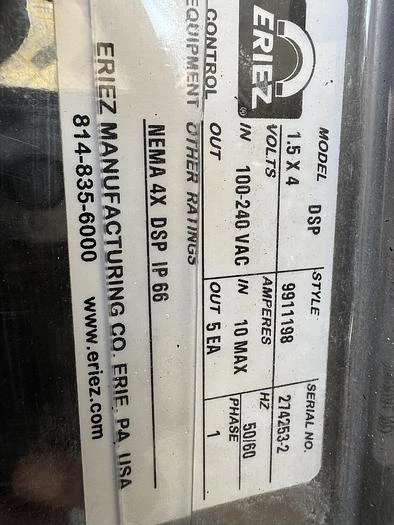 ERIEZ®
MODEL STYLE SERIAL NO.
1.5 X 4 DSP 9911198 274253-2
CONTROL EQUIPMENT VOLTS AMPERES HZ
IN 100-240 VAC IN 10 MAX 50/60
OUT OUT 5 EA PHASE 1
OTHER RATINGS
NEMA 4X DSP IP 66
ERIEZ MANUFACTURING CO. ERIE, PA, USA
814-835-6000 www.eriez.com